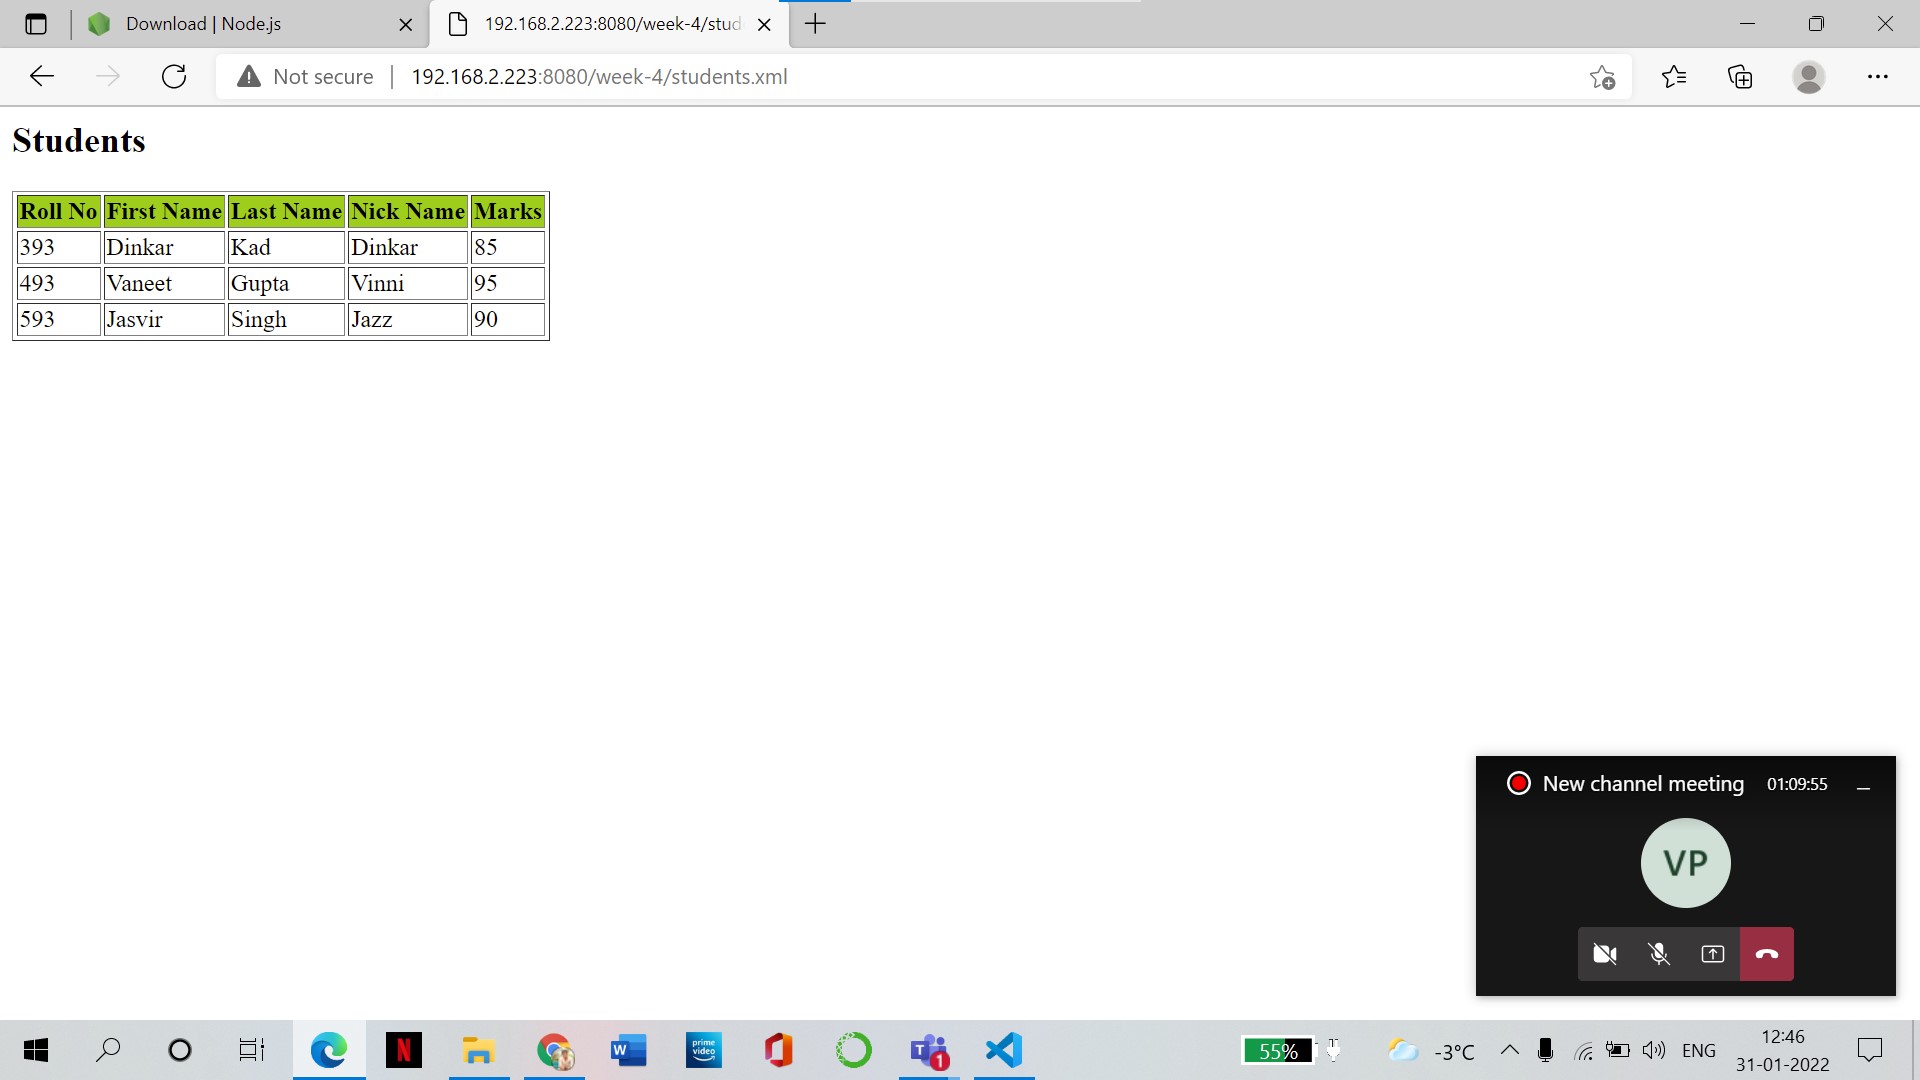 Download | Node.js
192.168.2.223:8080/week-4/stud
Not secure | 192.168.2.223:8080/week-4/students.xml
Students
Roll No First Name Last Name Nick Name Marks
393 Dinkar Kad Dinkar 85
493 Vaneet Gupta Vinni 95
593 Jasvir Singh Jazz 90
New channel meeting 01:09:55
VP
N
W
prime video
T 1
55%
-3°C
ENG
12:46
31-01-2022